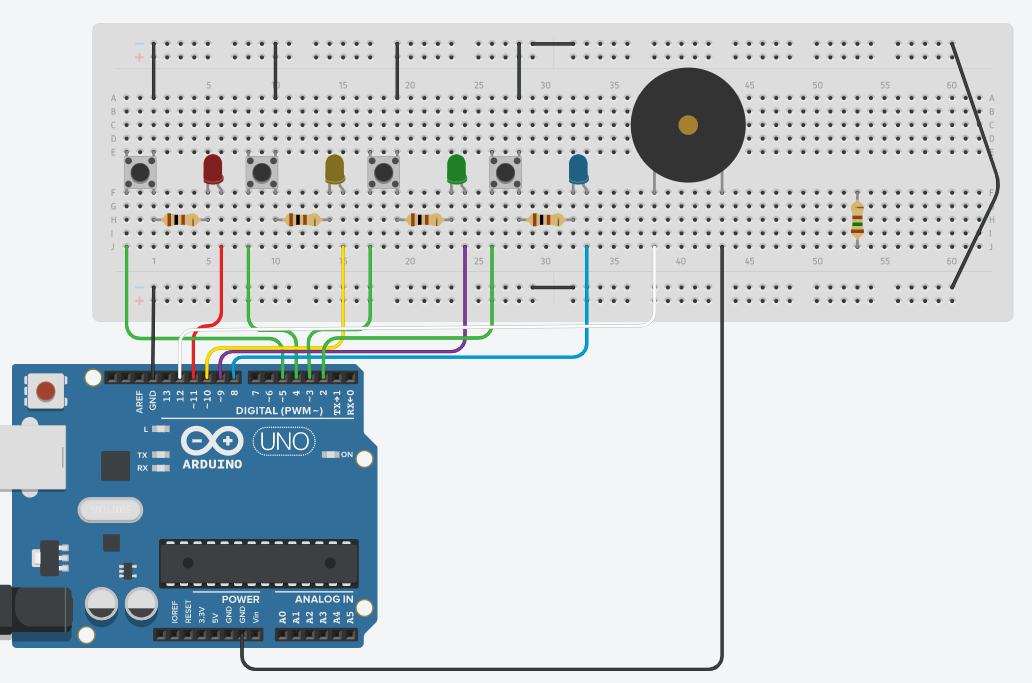 − −
+ +
5 10 15 20 25 30 35 40 45 50 55 60
A A
B B
C C
D D
E E
F F
G G
H H
I I
J J
1 5 10 15 20 25 30 35 40 45 50 55 60
− −
+ +
AREF GND 13 12 ~11 ~10 ~9 8 7 ~6 ~5 4 ~3 2 TX→1 RX←0
DIGITAL (PWM~)
L
TX
RX
ARDUINO
UNO
ON
POWER
ANALOG IN
IOREF RESET 3.3V 5V GND GND Vin A0 A1 A2 A3 A4 A5